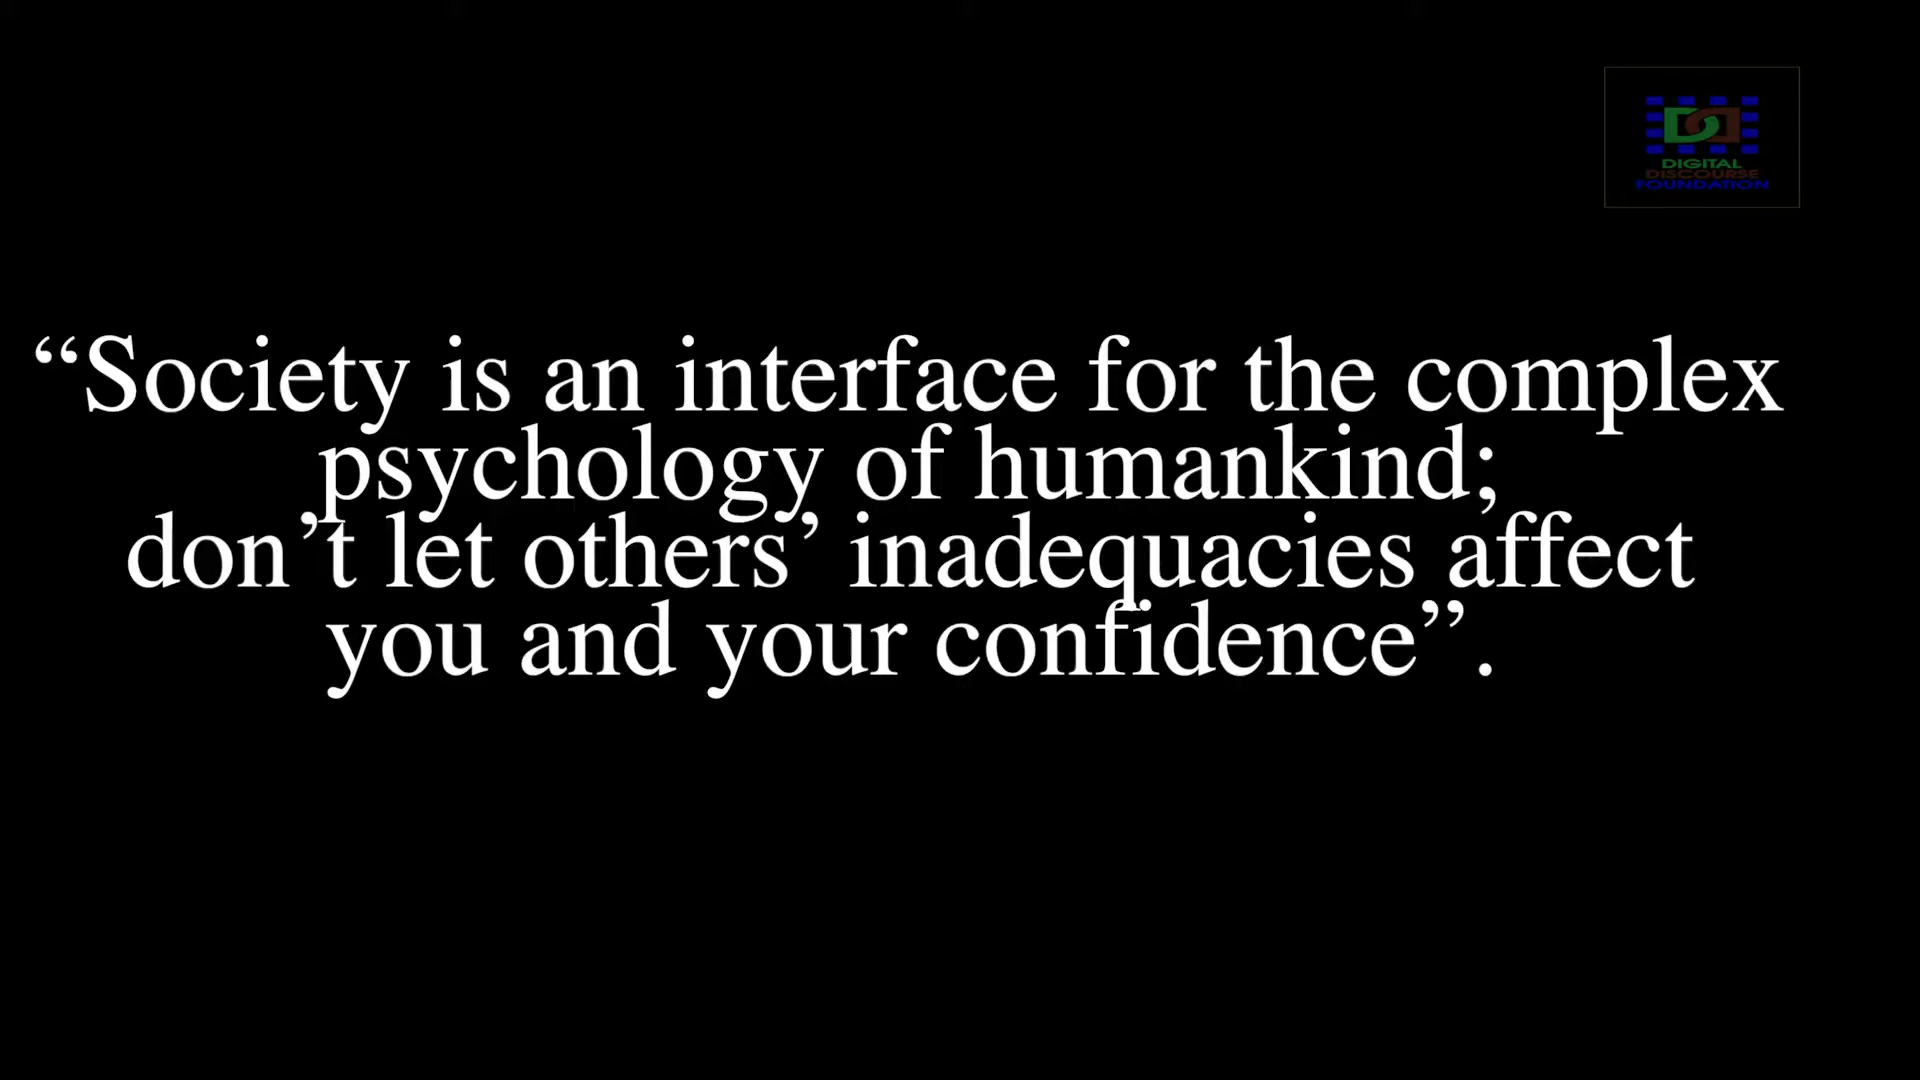 DIGITAL
DISCOURSE
FOUNDATION
“Society is an interface for the complex
psychology of humankind;
don’t let others’ inadequacies affect
you and your confidence”.